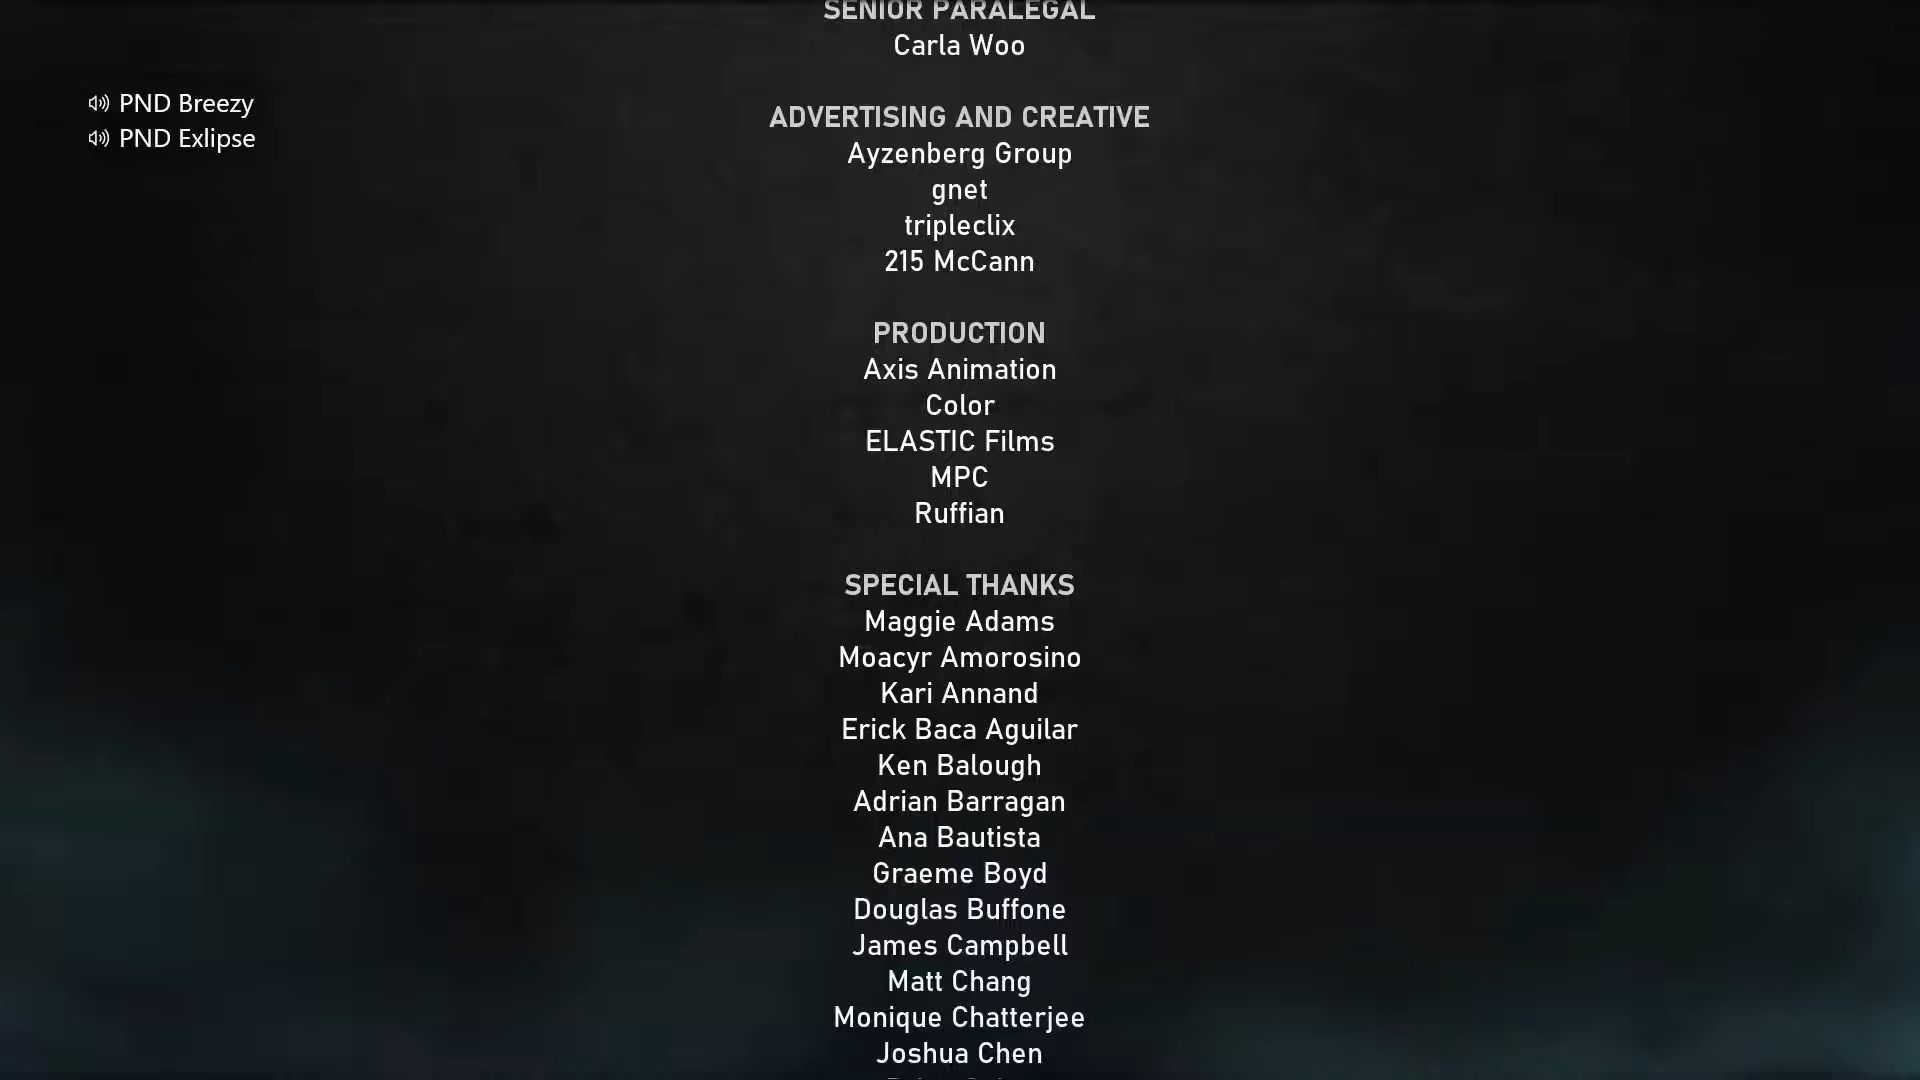 SENIOR PARALEGAL
Carla Woo
PND Breezy
PND Exlipse
ADVERTISING AND CREATIVE
Ayzenberg Group
gnet
tripleclix
215 McCann
PRODUCTION
Axis Animation
Color
ELASTIC Films
MPC
Ruffian
SPECIAL THANKS
Maggie Adams
Moacyr Amorosino
Kari Annand
Erick Baca Aguilar
Ken Balough
Adrian Barragan
Ana Bautista
Graeme Boyd
Douglas Buffone
James Campbell
Matt Chang
Monique Chatterjee
Joshua Chen